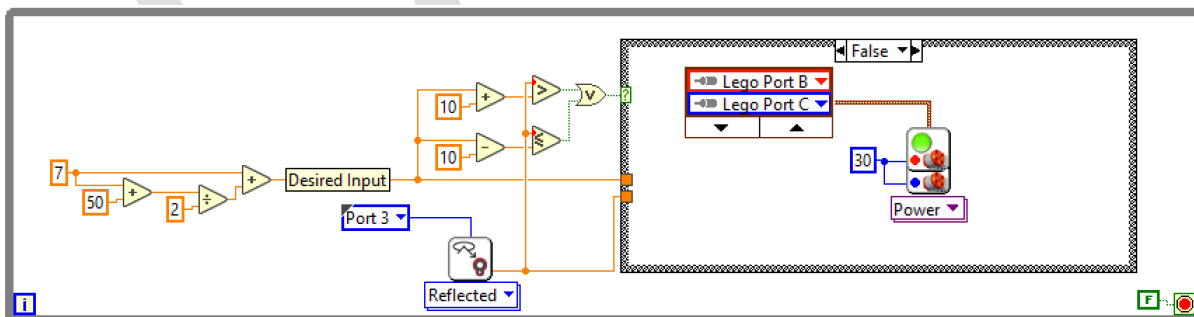 False
Lego Port B
Lego Port C
10
10
7
50
2
Desired Input
30
Port 3
Power
Reflected
i
F